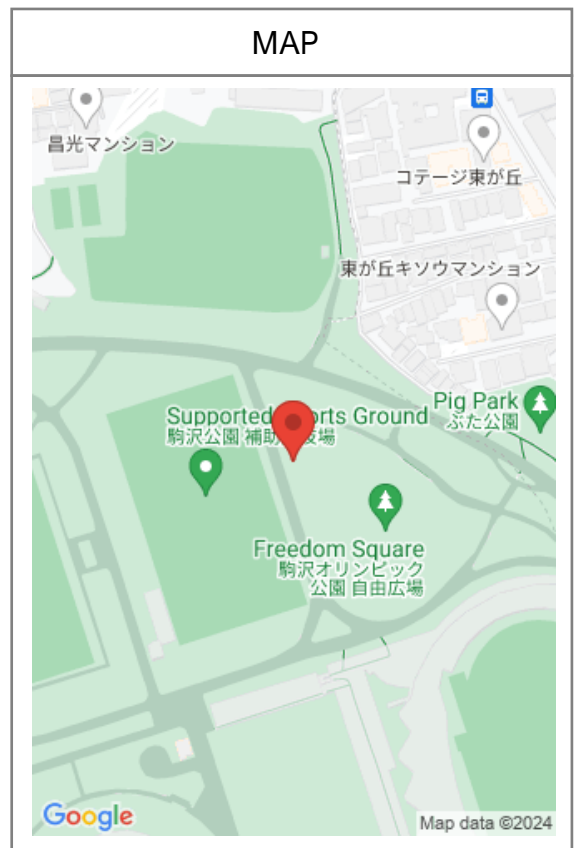 MAP
昌光マンション
コテージ東が丘
東が丘キソウマンション
Pig Park
ぶた公園
Supported
orts Ground
駒沢公園 補助
技場
Freedom Square
駒沢オリンピック
公園 自由広場
Google
Map data ©2024